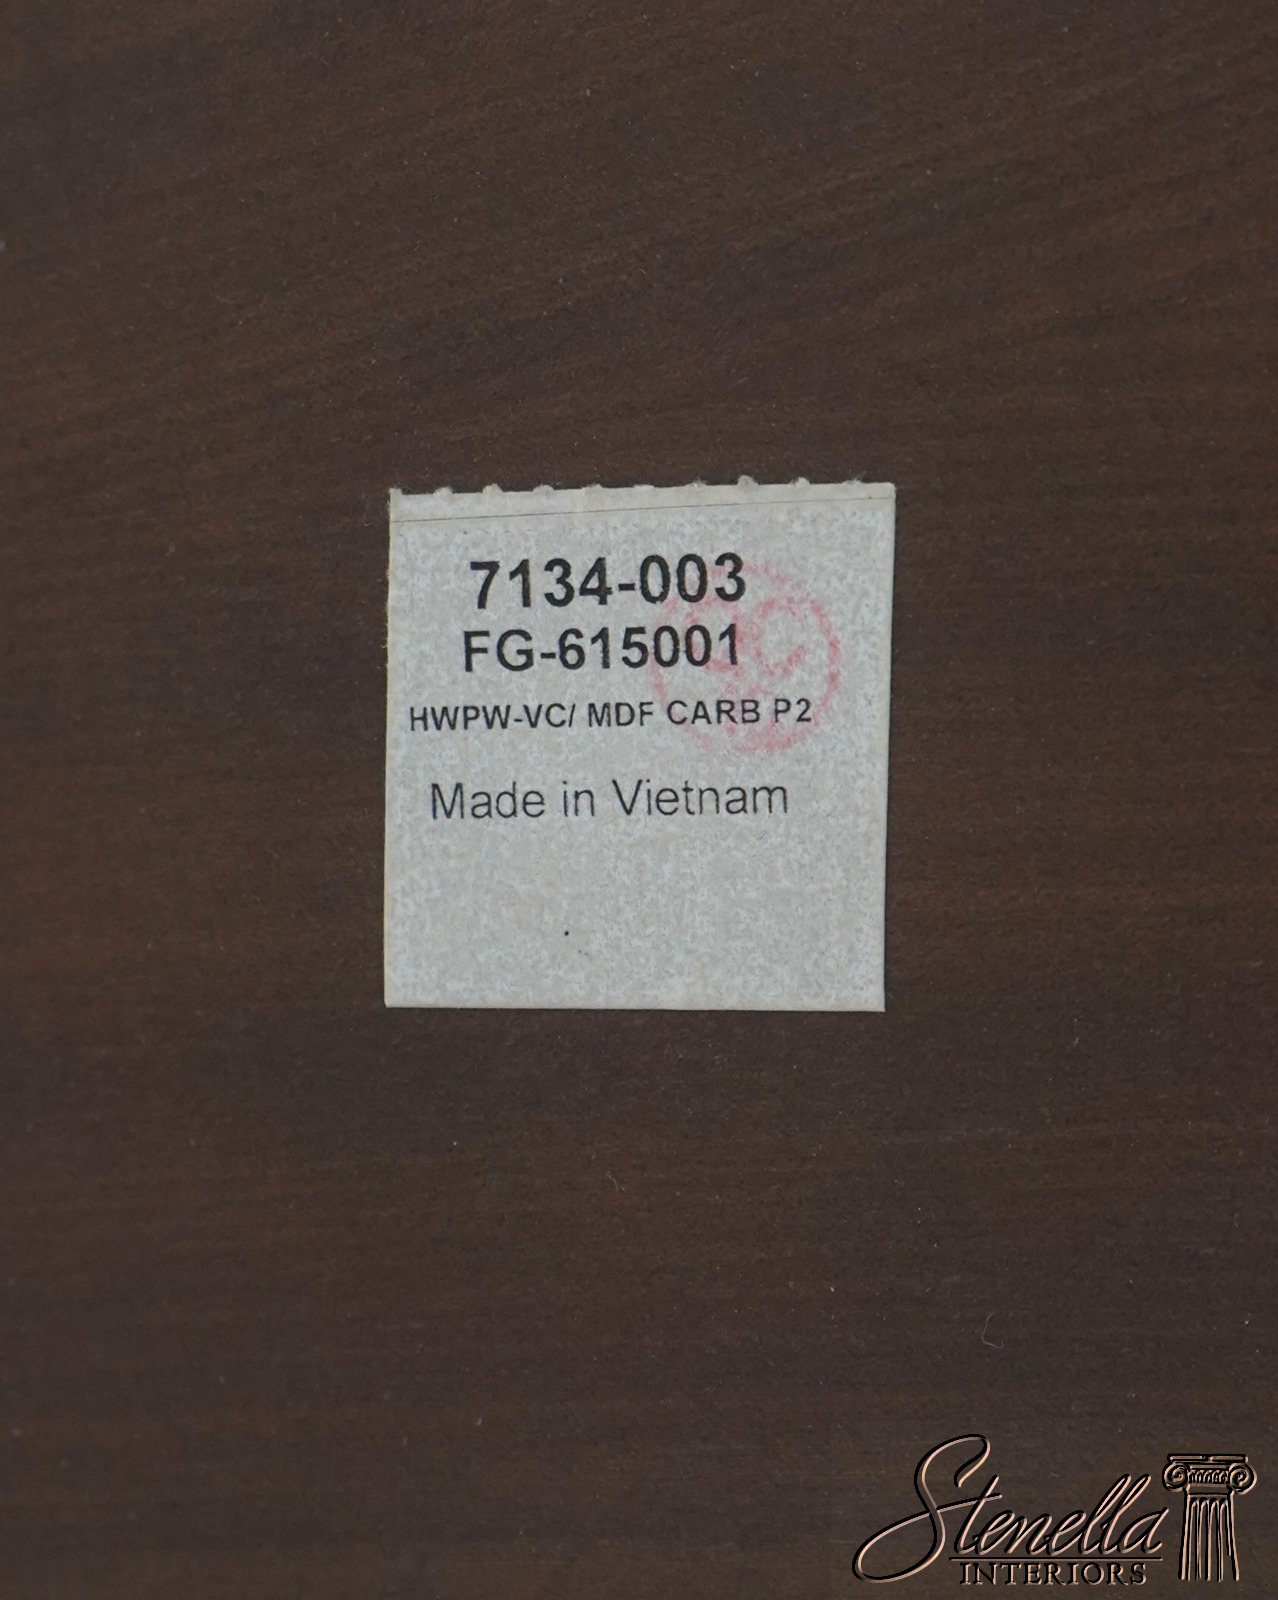 7134-003
FG-615001
HWPW-VC/ MDF CARB P2
Made in Vietnam
Stenella
INTERIORS